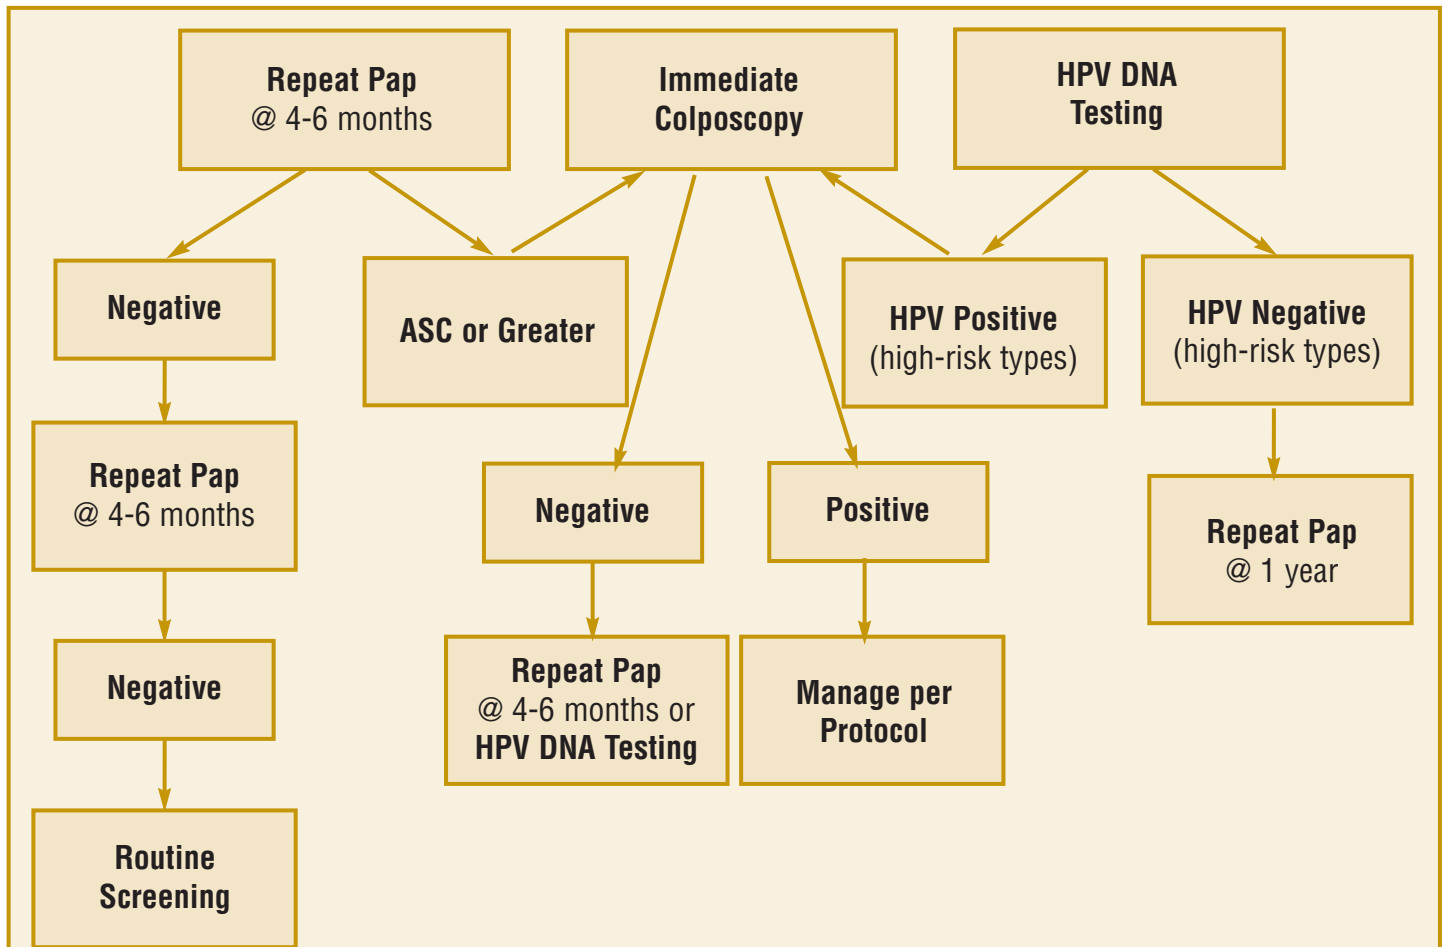 Repeat Pap
@ 4-6 months
Immediate
Colposcopy
HPV DNA
Testing
Negative
ASC or Greater
HPV Positive
(high-risk types)
HPV Negative
(high-risk types)
Repeat Pap
@ 4-6 months
Negative
Positive
Repeat Pap
@ 1 year
Negative
Repeat Pap
@ 4-6 months or
HPV DNA Testing
Manage per
Protocol
Routine
Screening